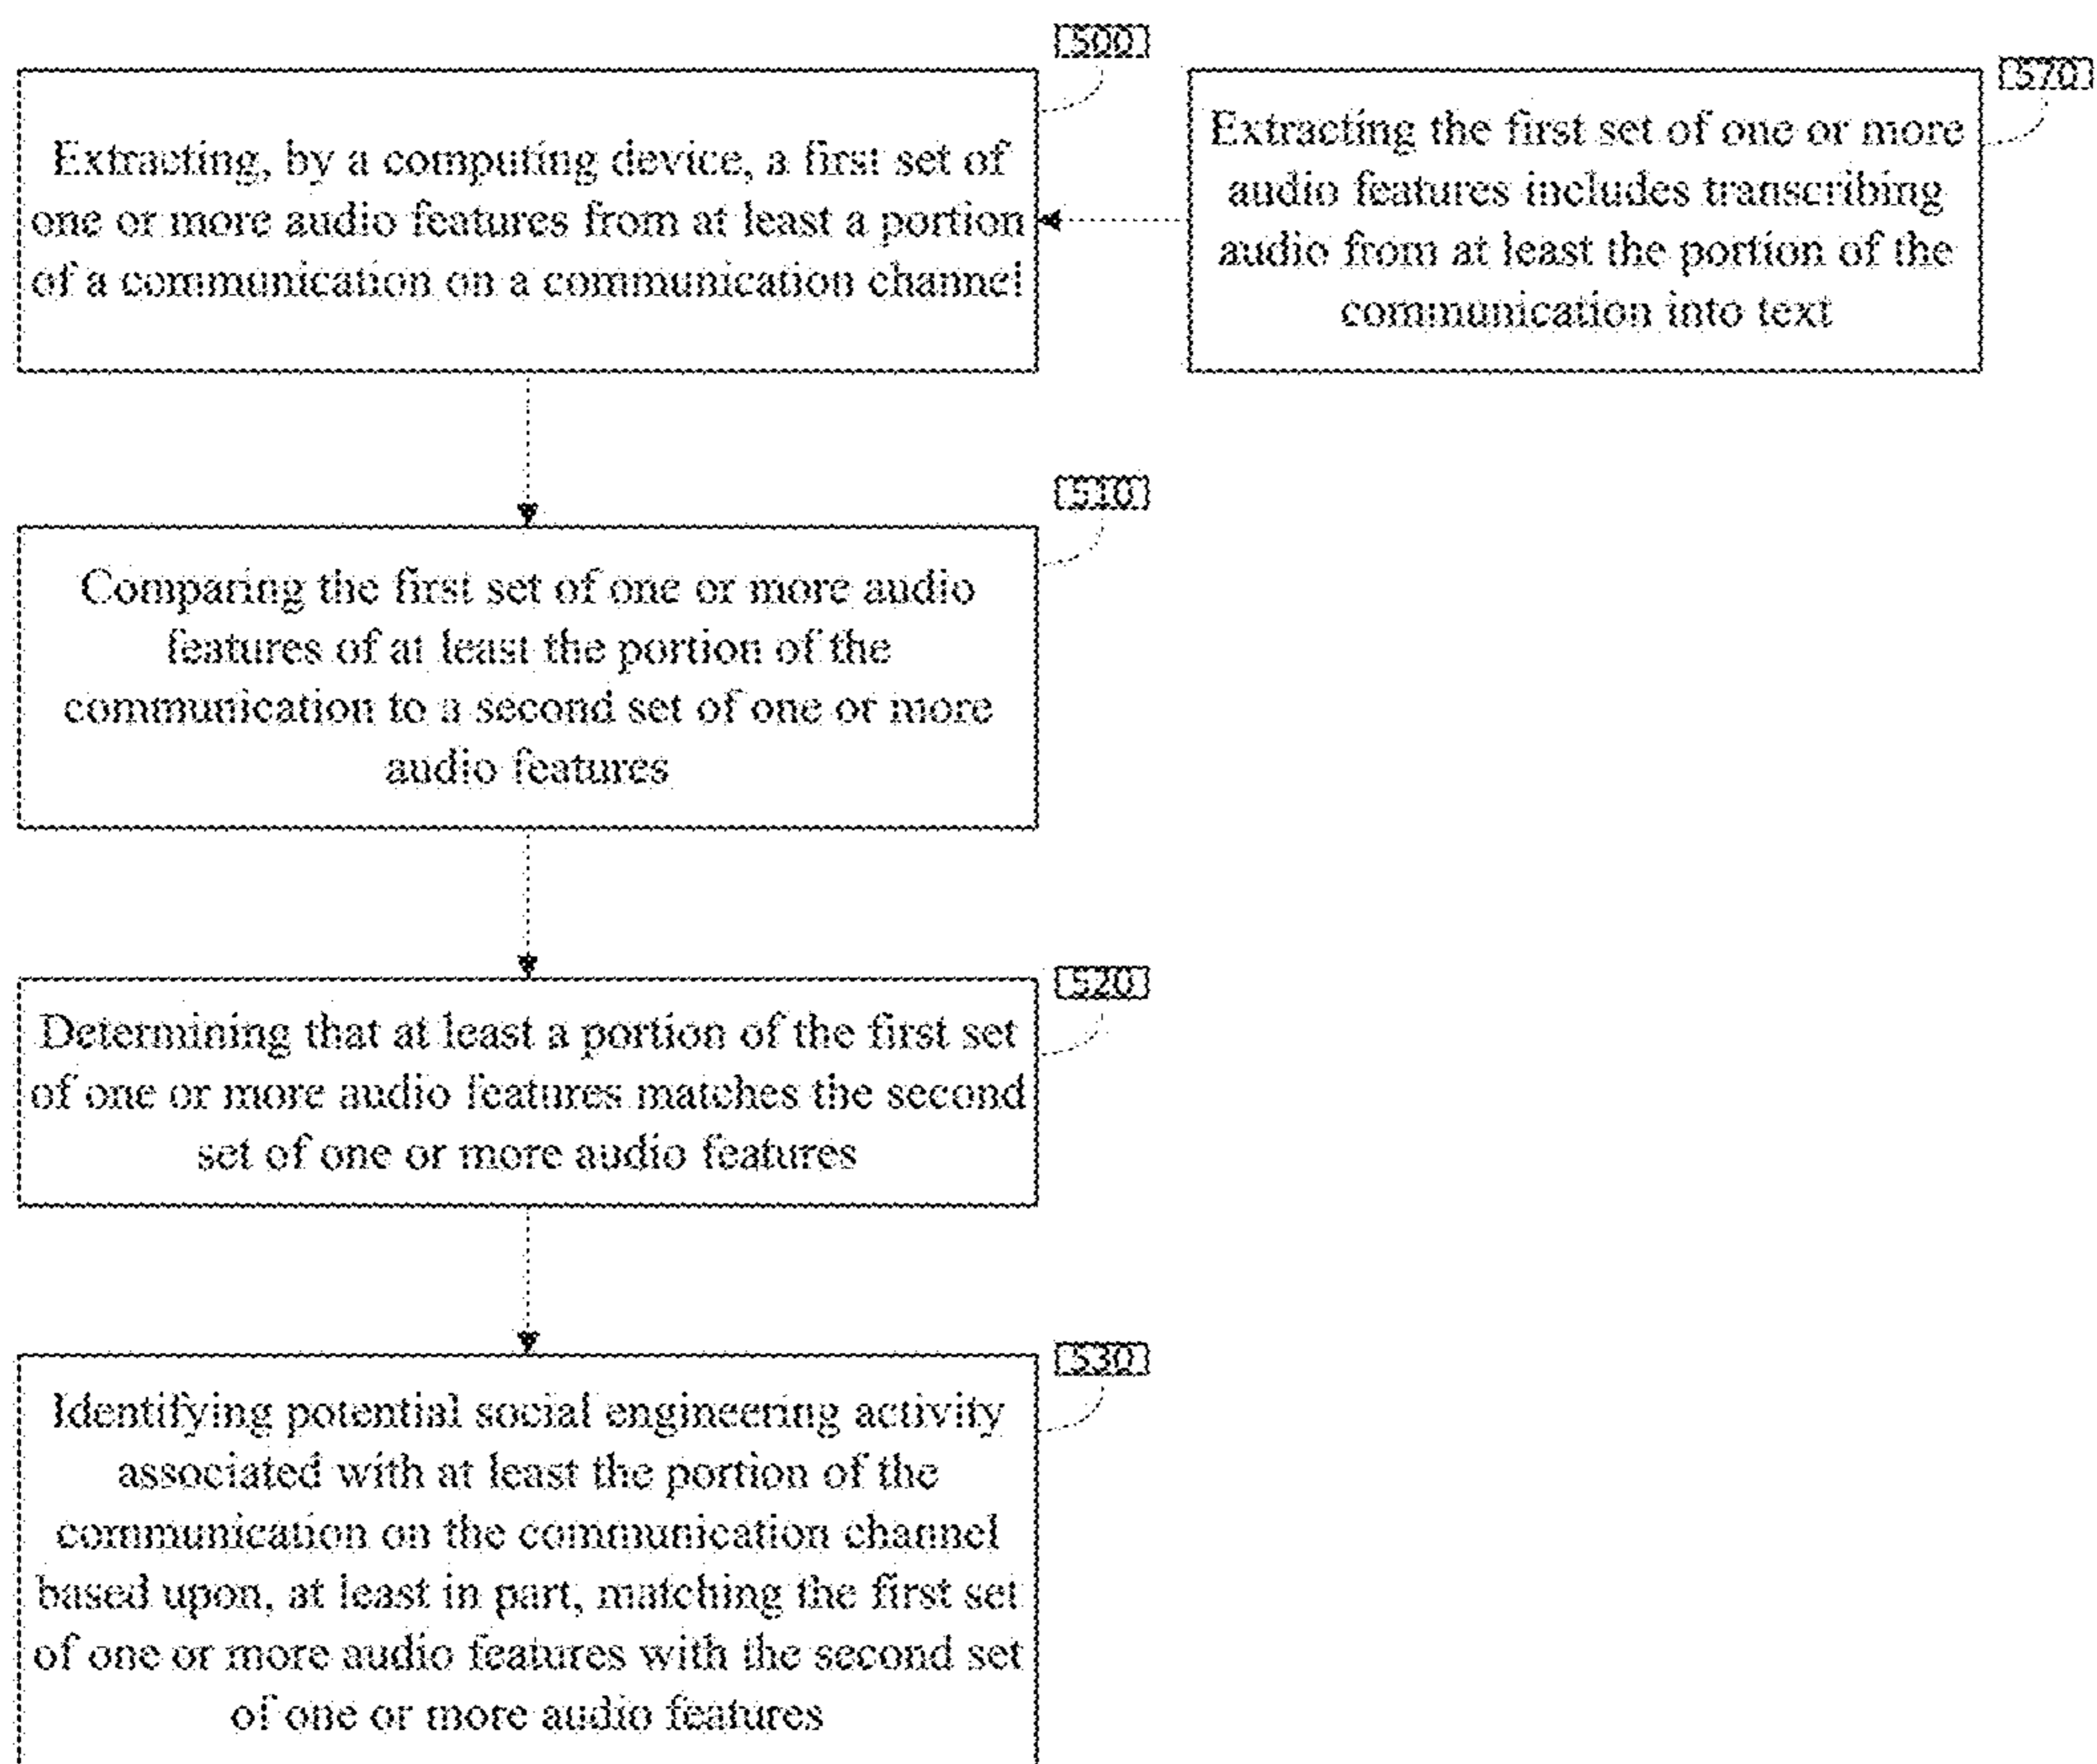 500
Extracting, by a computing device, a first set of
one or more audio features from at least a portion
of a communication on a communication channel
570
Extracting the first set of one or more
audio features includes transcribing
audio from at least the portion of the
communication into text
510
Comparing the first set of one or more audio
features of at least the portion of the
communication to a second set of one or more
audio features
520
Determining that at least a portion of the first set
of one or more audio features matches the second
set of one or more audio features
530
Identifying potential social engineering activity
associated with at least the portion of the
communication on the communication channel
based upon, at least in part, matching the first set
of one or more audio features with the second set
of one or more audio features